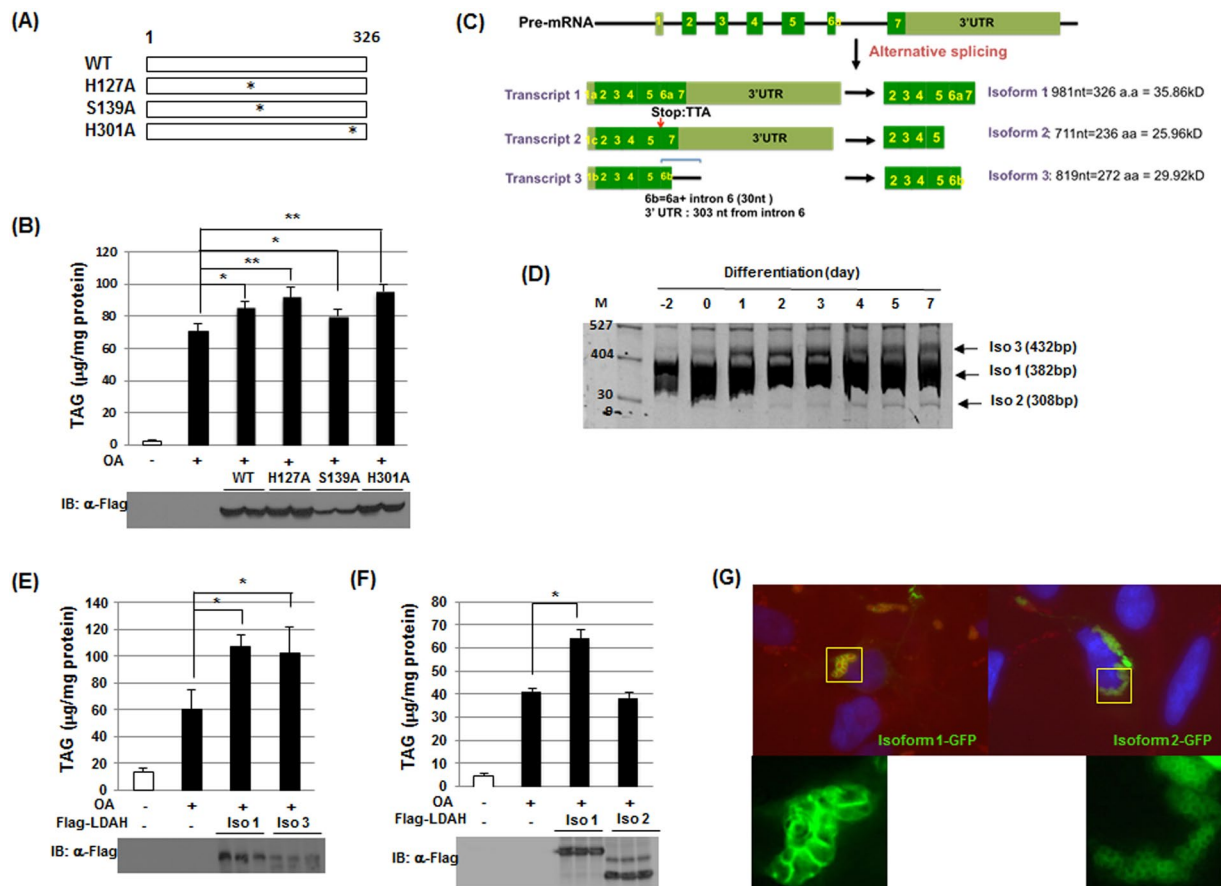 (A)
1 326
WT
H127A *
S139A *
H301A *
(B)
**
*
**
*
TAG (µg/mg protein)
120
100
80
60
40
20
0
OA - + + + + +
WT H127A S139A H301A
IB: α-Flag
(C)
Pre-mRNA 1 2 3 4 5 6a 7 3'UTR
Alternative splicing
Transcript 1 1a 2 3 4 5 6a 7 3'UTR 2 3 4 5 6a 7 Isoform 1: 981nt=326 a.a = 35.86kD
Stop:TTA
Transcript 2 1c 2 3 4 5 7 3'UTR 2 3 4 5 Isoform 2: 711nt=236 aa = 25.96kD
Transcript 3 1b 2 3 4 5 6b 2 3 4 5 6b Isoform 3: 819nt=272 aa = 29.92kD
6b=6a+ intron 6 (30nt )
3' UTR : 303 nt from intron 6
(D)
Differentiation (day)
M -2 0 1 2 3 4 5 7
527
404
30
9
Iso 3 (432bp)
Iso 1 (382bp)
Iso 2 (308bp)
(E)
*
*
TAG (µg/mg protein)
140
120
100
80
60
40
20
0
OA - + + +
Flag-LDAH - - Iso 1 Iso 3
IB: α-Flag
(F)
*
TAG (µg/mg protein)
80
70
60
50
40
30
20
10
0
OA - + + +
Flag-LDAH - - Iso 1 Iso 2
IB: α-Flag
(G)
Isoform 1-GFP
Isoform 2-GFP